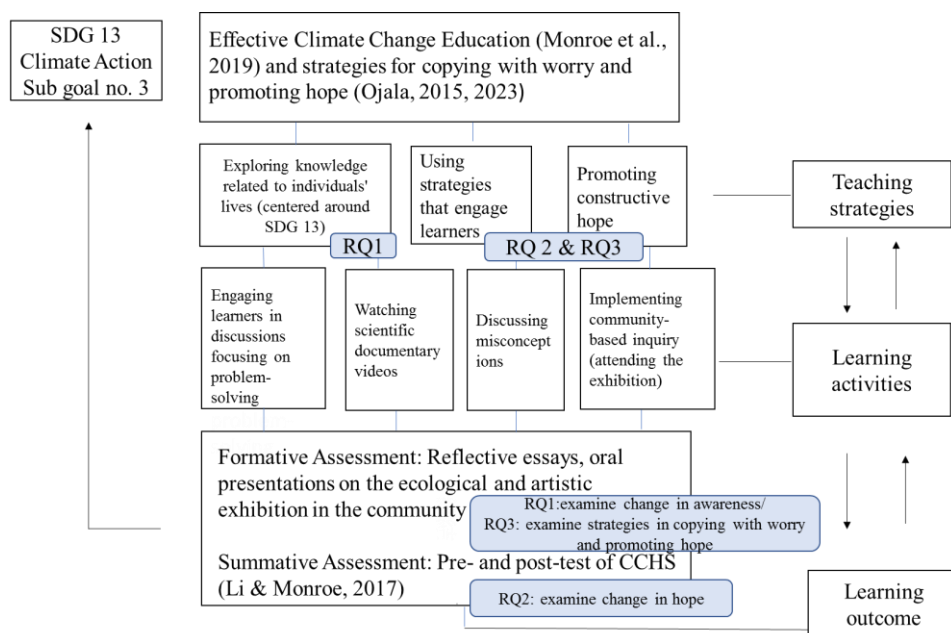 SDG 13
Climate Action
Sub goal no. 3
Effective Climate Change Education (Monroe et al.,
2019) and strategies for copying with worry and
promoting hope (Ojala, 2015, 2023)
Exploring knowledge
related to individuals'
lives (centered around
SDG 13)
Using
strategies
that engage
learners
Promoting
constructive
hope
Teaching
strategies
RQ1
RQ 2 & RQ3
Engaging
learners in
discussions
focusing on
problem-
solving
Watching
scientific
documentary
videos
Discussing
misconcept
ions
Implementing
community-
based inquiry
(attending the
exhibition)
Learning
activities
Formative Assessment: Reflective essays, oral
presentations on the ecological and artistic
exhibition in the community
RQ1:examine change in awareness/
RQ3: examine strategies in copying with worry
and promoting hope
Summative Assessment: Pre- and post-test of CCHS
(Li & Monroe, 2017)
RQ2: examine change in hope
Learning
outcome